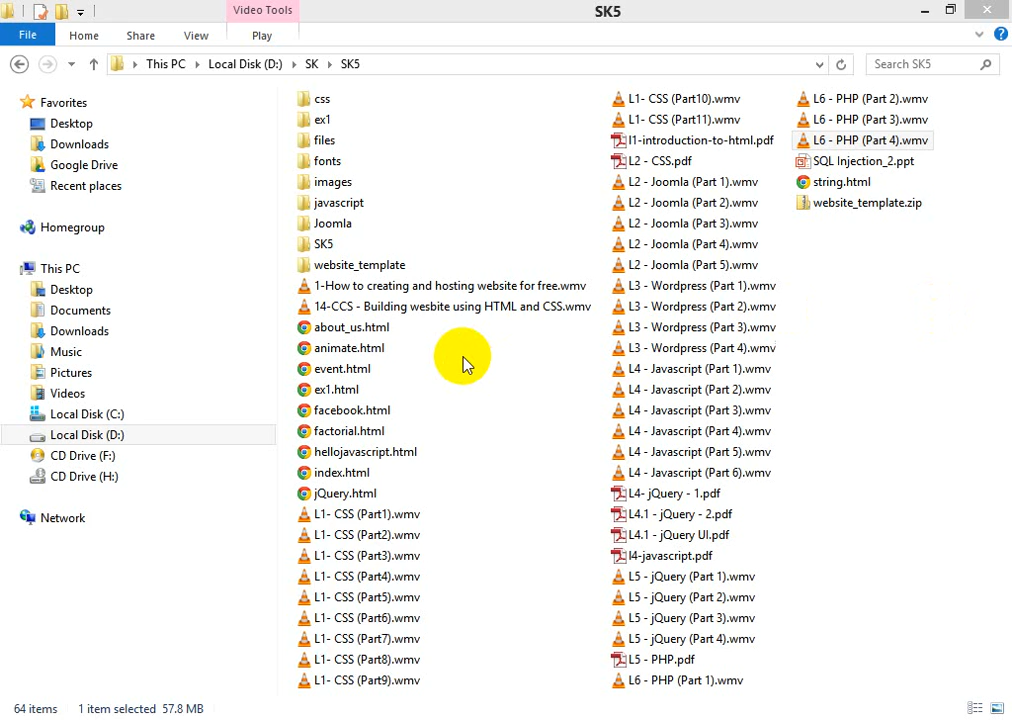 Video Tools
SK5
File Home Share View Play
This PC Local Disk (D:) SK SK5
Search SK5
Favorites
Desktop
Downloads
Google Drive
Recent places
Homegroup
This PC
Desktop
Documents
Downloads
Music
Pictures
Videos
Local Disk (C:)
Local Disk (D:)
CD Drive (F:)
CD Drive (H:)
Network
css
ex1
files
fonts
images
javascript
Joomla
SK5
website_template
1-How to creating and hosting website for free.wmv
14-CCS - Building wesbite using HTML and CSS.wmv
about_us.html
animate.html
event.html
ex1.html
facebook.html
factorial.html
hellojavascript.html
index.html
jQuery.html
L1- CSS (Part1).wmv
L1- CSS (Part2).wmv
L1- CSS (Part3).wmv
L1- CSS (Part4).wmv
L1- CSS (Part5).wmv
L1- CSS (Part6).wmv
L1- CSS (Part7).wmv
L1- CSS (Part8).wmv
L1- CSS (Part9).wmv
L1- CSS (Part10).wmv
L1- CSS (Part11).wmv
l1-introduction-to-html.pdf
L2 - CSS.pdf
L2 - Joomla (Part 1).wmv
L2 - Joomla (Part 2).wmv
L2 - Joomla (Part 3).wmv
L2 - Joomla (Part 4).wmv
L2 - Joomla (Part 5).wmv
L3 - Wordpress (Part 1).wmv
L3 - Wordpress (Part 2).wmv
L3 - Wordpress (Part 3).wmv
L3 - Wordpress (Part 4).wmv
L4 - Javascript (Part 1).wmv
L4 - Javascript (Part 2).wmv
L4 - Javascript (Part 3).wmv
L4 - Javascript (Part 4).wmv
L4 - Javascript (Part 5).wmv
L4 - Javascript (Part 6).wmv
L4- jQuery - 1.pdf
L4.1 - jQuery - 2.pdf
L4.1 - jQuery UI.pdf
l4-javascript.pdf
L5 - jQuery (Part 1).wmv
L5 - jQuery (Part 2).wmv
L5 - jQuery (Part 3).wmv
L5 - jQuery (Part 4).wmv
L5 - PHP.pdf
L6 - PHP (Part 1).wmv
L6 - PHP (Part 2).wmv
L6 - PHP (Part 3).wmv
L6 - PHP (Part 4).wmv
SQL Injection_2.ppt
string.html
website_template.zip
64 items 1 item selected 57.8 MB